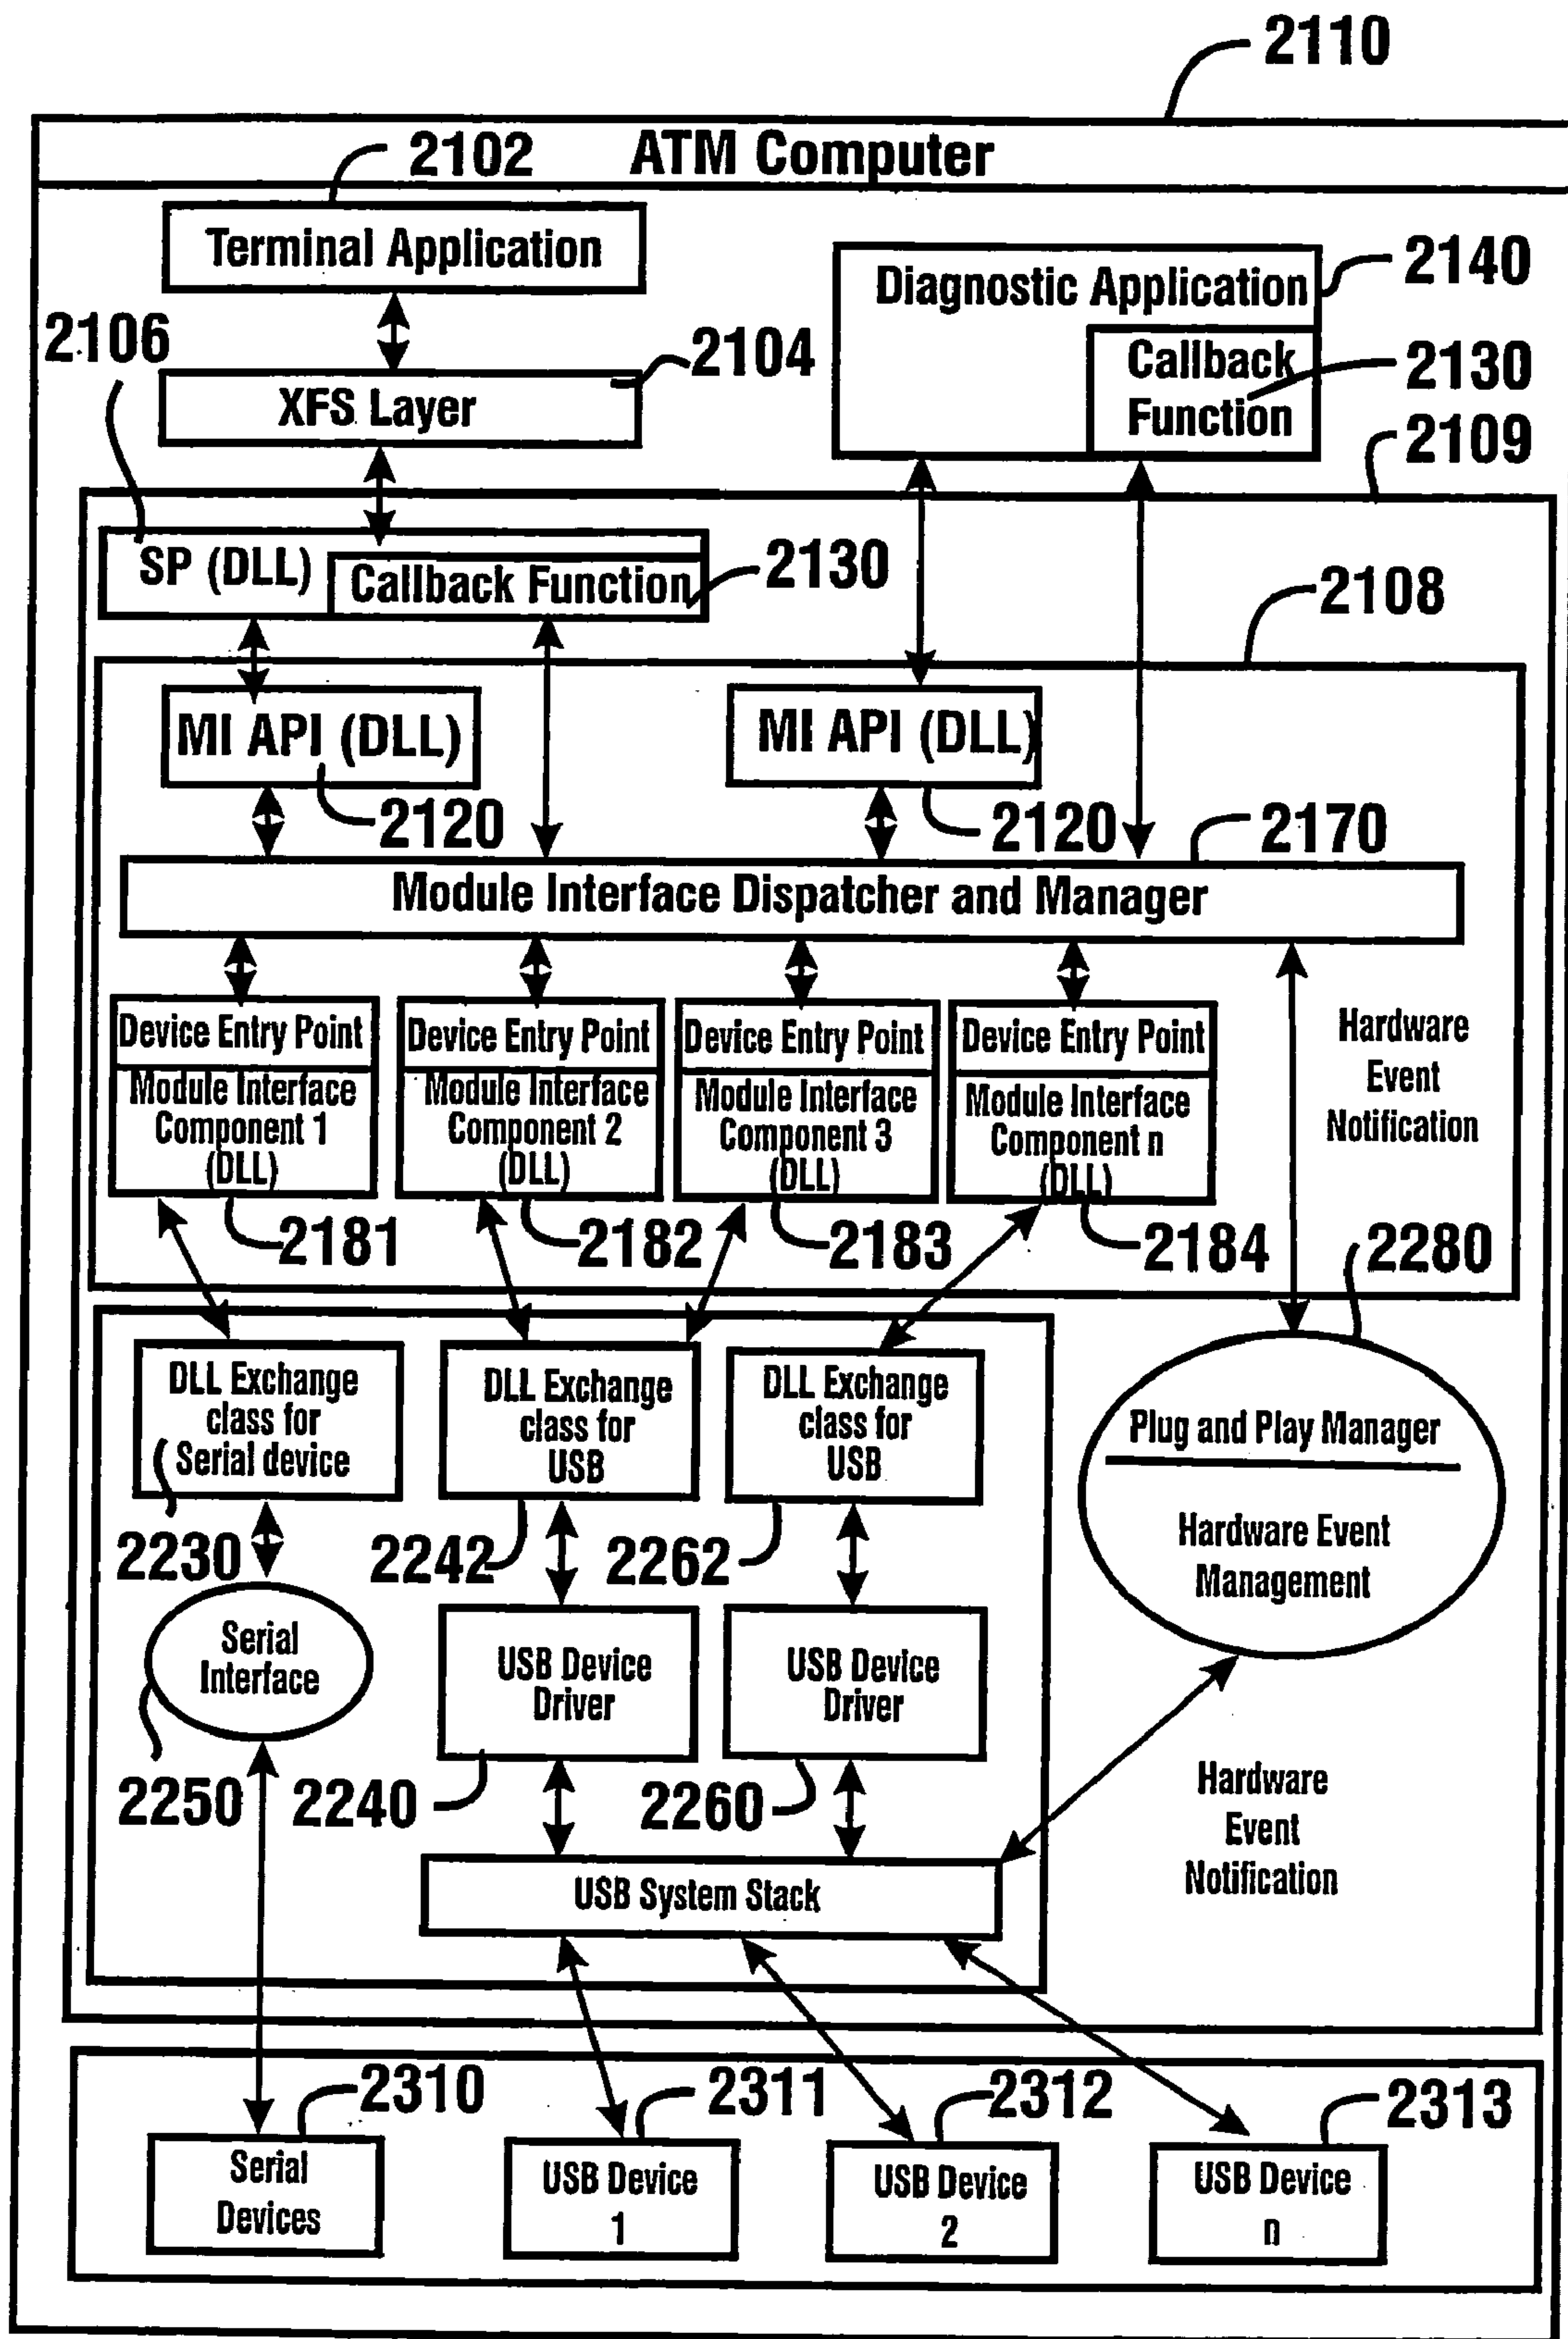 2110
ATM Computer
2102
Terminal Application
2140
Diagnostic Application
2106
2104
Callback
Function
2130
XFS Layer
2109
SP (DLL)
Callback Function
2130
2108
MI API (DLL)
MI API (DLL)
2120
2120
2170
Module Interface Dispatcher and Manager
Device Entry Point
Module Interface
Component 1
(DLL)
Device Entry Point
Module Interface
Component 2
(DLL)
Device Entry Point
Module Interface
Component 3
(DLL)
Device Entry Point
Module Interface
Component n
(DLL)
Hardware
Event
Notification
2181
2182
2183
2184
2280
DLL Exchange
class for
Serial device
DLL Exchange
class for
USB
DLL Exchange
class for
USB
Plug and Play Manager
Hardware Event
Management
2230
2242
2262
Serial
Interface
USB Device
Driver
USB Device
Driver
2250
2240
2260
Hardware
Event
Notification
USB System Stack
2310
2311
2312
2313
Serial
Devices
USB Device
1
USB Device
2
USB Device
n